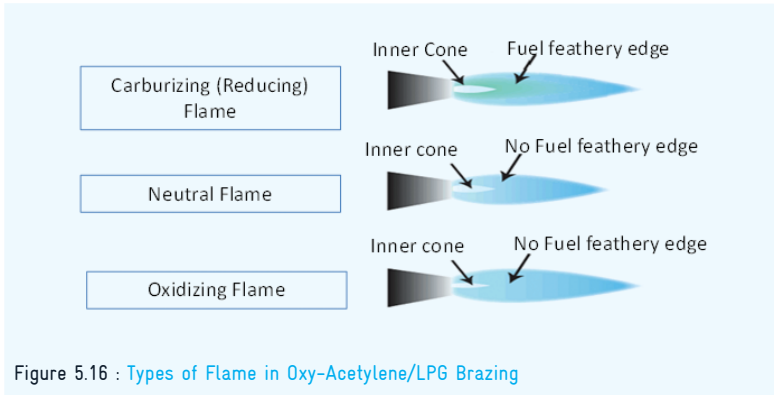 Inner Cone
Fuel feathery edge
Carburizing (Reducing)
Flame
Inner cone
No Fuel feathery edge
Neutral Flame
Inner cone
No Fuel feathery edge
Oxidizing Flame
Figure 5.16 : Types of Flame in Oxy-Acetylene/LPG Brazing